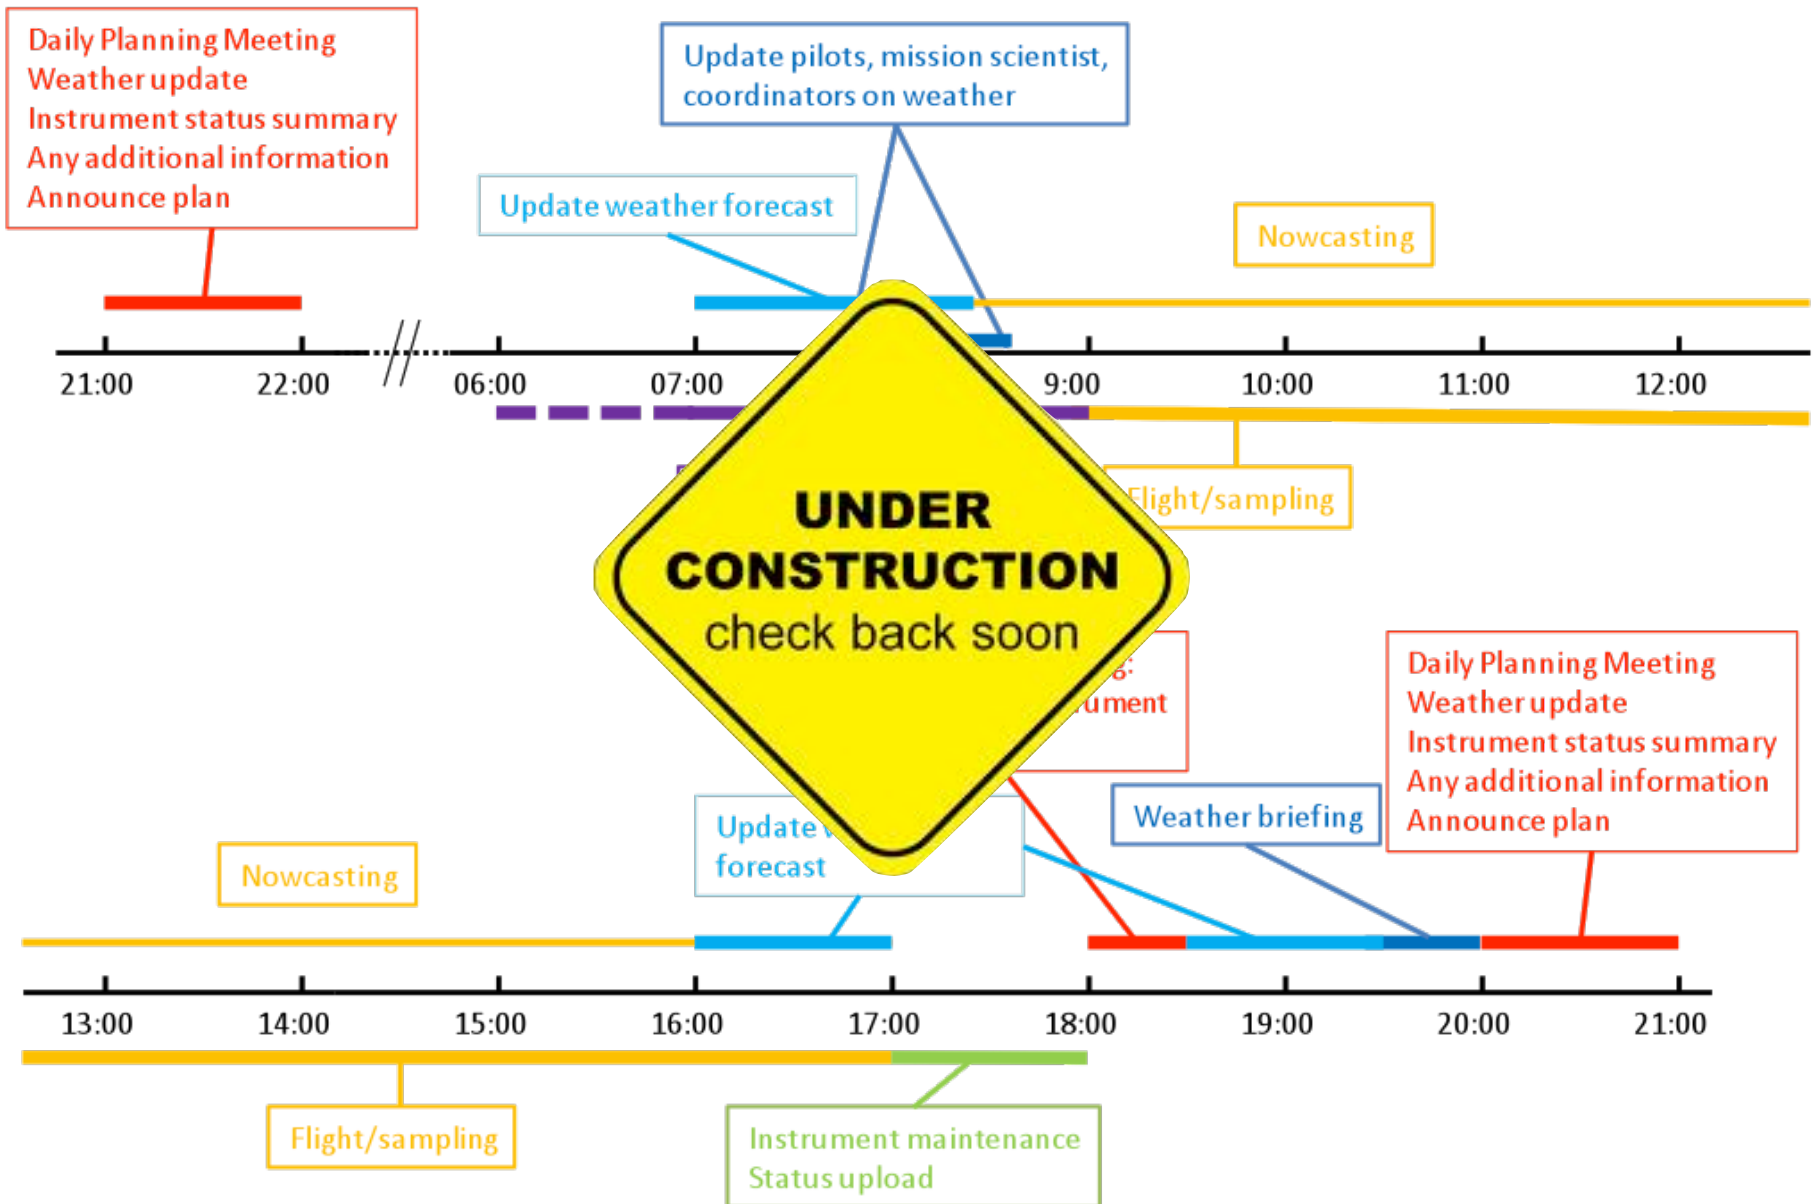 Daily Planning Meeting
Weather update
Instrument status summary
Any additional information
Announce plan
Update pilots, mission scientist,
coordinators on weather
Update weather forecast
Nowcasting
21:00
22:00
06:00
07:00
9:00
10:00
11:00
12:00
Flight/sampling
UNDER
CONSTRUCTION
check back soon
Daily Planning Meeting
Weather update
Instrument status summary
Any additional information
Announce plan
Weather briefing
Update
forecast
Nowcasting
13:00
14:00
15:00
16:00
17:00
18:00
19:00
20:00
21:00
Flight/sampling
Instrument maintenance
Status upload